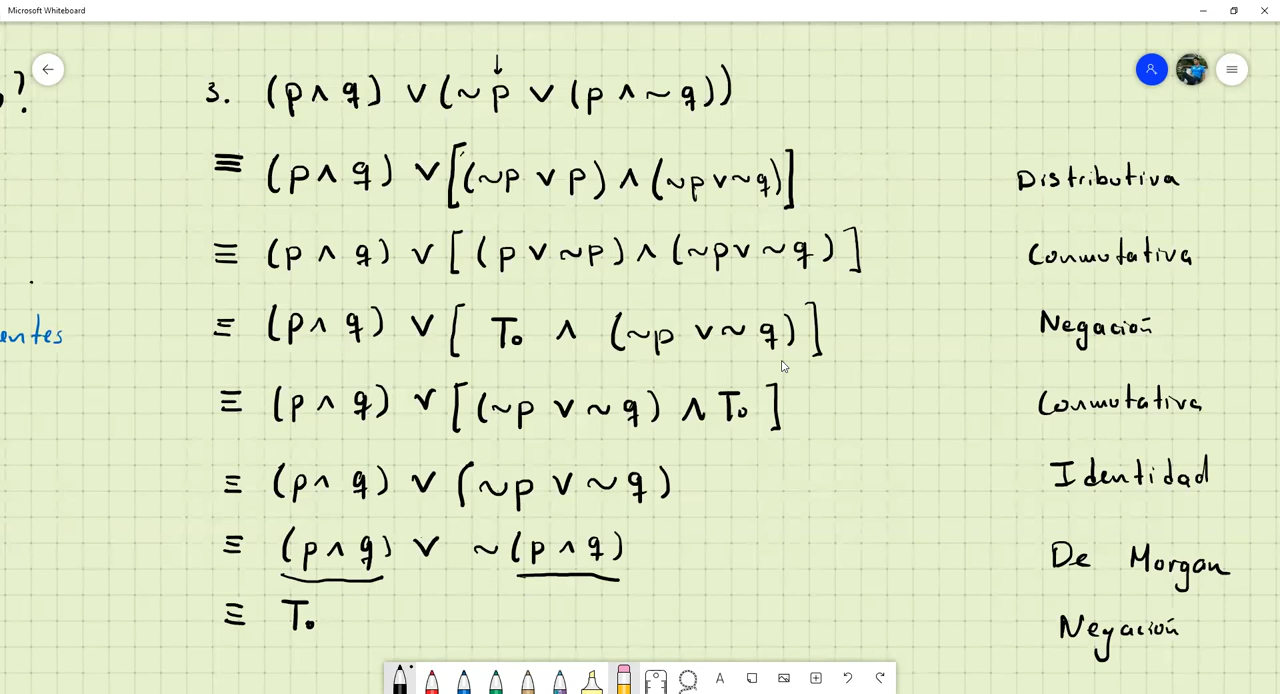 Microsoft Whiteboard
?
3. (p ∧ q) ∨ (~p ∨ (p ∧ ~q))
≡ (p ∧ q) ∨ [(~p ∨ p) ∧ (~p ∨ ~q)] Distributiva
≡ (p ∧ q) ∨ [(p ∨ ~p) ∧ (~p ∨ ~q)] Conmutativa
entes
≡ (p ∧ q) ∨ [T₀ ∧ (~p ∨ ~q)] Negación
≡ (p ∧ q) ∨ [(~p ∨ ~q) ∧ T₀] Conmutativa
≡ (p ∧ q) ∨ (~p ∨ ~q) Identidad
≡ (p ∧ q) ∨ ~(p ∧ q) De Morgan
≡ T₀ Negación
A